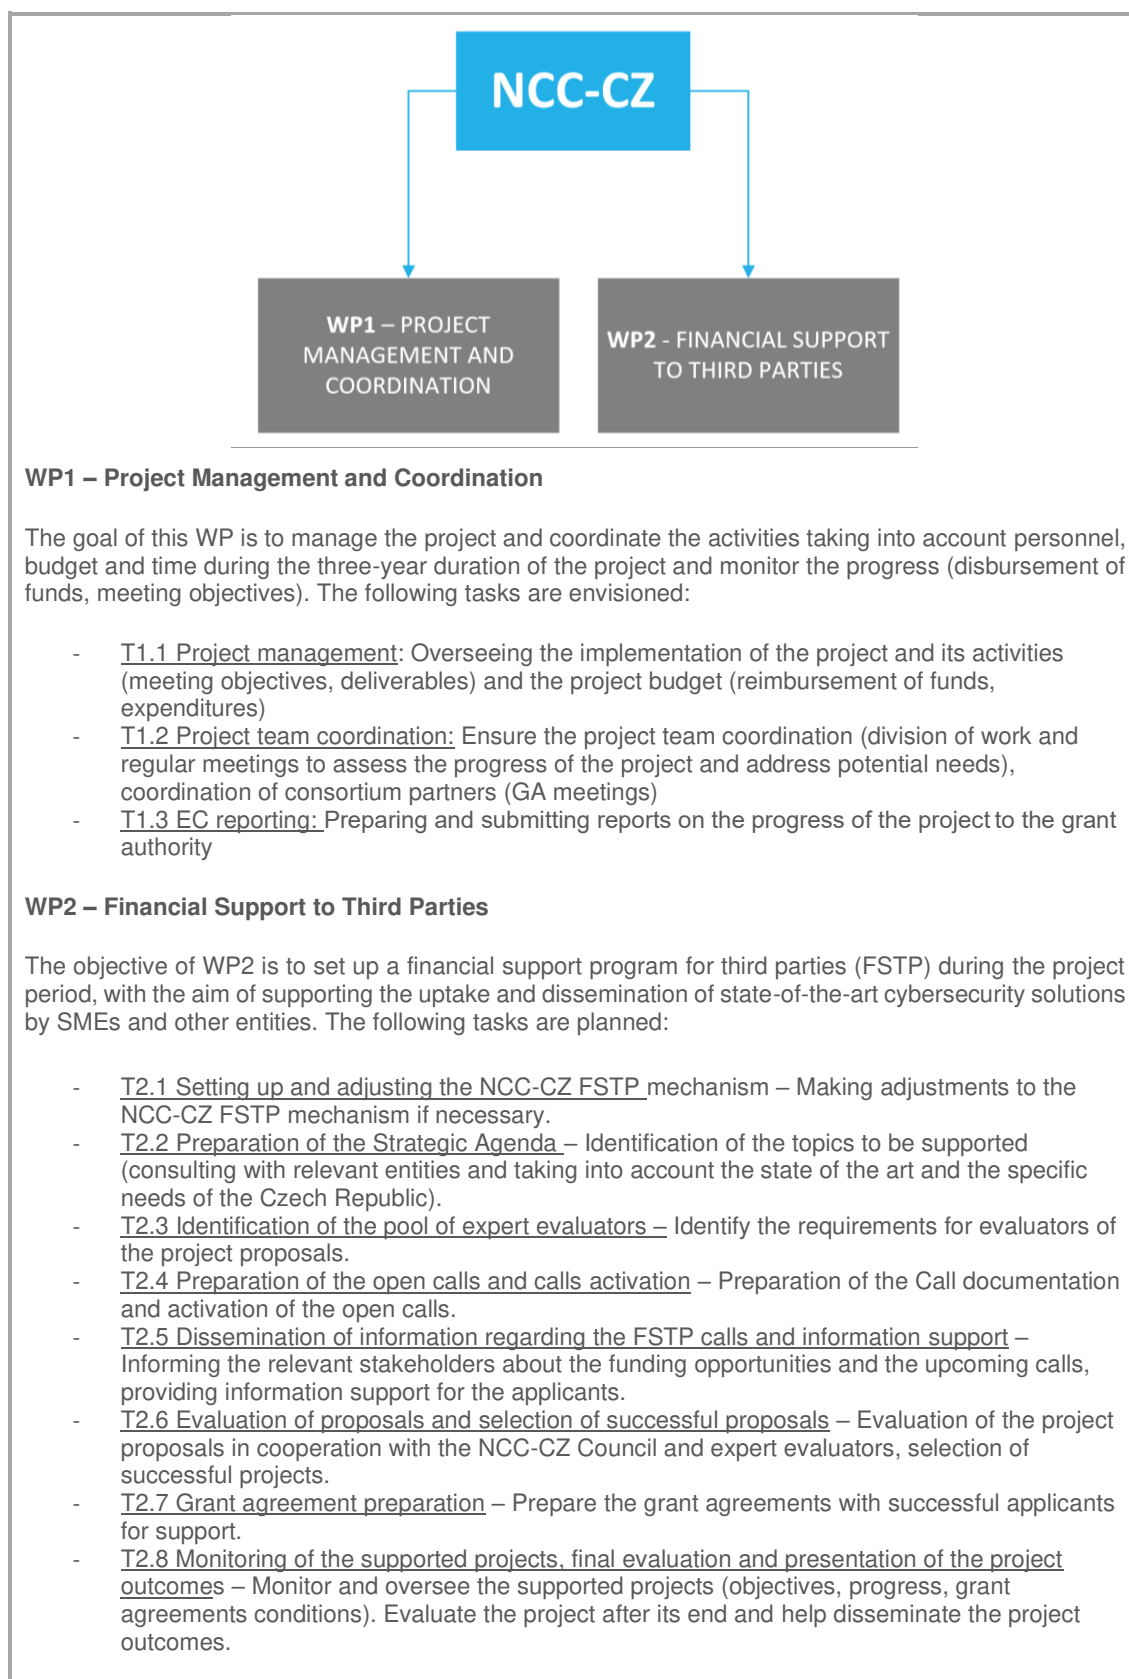 NCC-CZ
WP1 – PROJECT
MANAGEMENT AND
COORDINATION
WP2 - FINANCIAL SUPPORT
TO THIRD PARTIES
WP1 – Project Management and Coordination
The goal of this WP is to manage the project and coordinate the activities taking into account personnel,
budget and time during the three-year duration of the project and monitor the progress (disbursement of
funds, meeting objectives). The following tasks are envisioned:
- T1.1 Project management: Overseeing the implementation of the project and its activities
(meeting objectives, deliverables) and the project budget (reimbursement of funds,
expenditures)
- T1.2 Project team coordination: Ensure the project team coordination (division of work and
regular meetings to assess the progress of the project and address potential needs),
coordination of consortium partners (GA meetings)
- T1.3 EC reporting: Preparing and submitting reports on the progress of the project to the grant
authority
WP2 – Financial Support to Third Parties
The objective of WP2 is to set up a financial support program for third parties (FSTP) during the project
period, with the aim of supporting the uptake and dissemination of state-of-the-art cybersecurity solutions
by SMEs and other entities. The following tasks are planned:
- T2.1 Setting up and adjusting the NCC-CZ FSTP mechanism – Making adjustments to the
NCC-CZ FSTP mechanism if necessary.
- T2.2 Preparation of the Strategic Agenda – Identification of the topics to be supported
(consulting with relevant entities and taking into account the state of the art and the specific
needs of the Czech Republic).
- T2.3 Identification of the pool of expert evaluators – Identify the requirements for evaluators of
the project proposals.
- T2.4 Preparation of the open calls and calls activation – Preparation of the Call documentation
and activation of the open calls.
- T2.5 Dissemination of information regarding the FSTP calls and information support –
Informing the relevant stakeholders about the funding opportunities and the upcoming calls,
providing information support for the applicants.
- T2.6 Evaluation of proposals and selection of successful proposals – Evaluation of the project
proposals in cooperation with the NCC-CZ Council and expert evaluators, selection of
successful projects.
- T2.7 Grant agreement preparation – Prepare the grant agreements with successful applicants
for support.
- T2.8 Monitoring of the supported projects, final evaluation and presentation of the project
outcomes – Monitor and oversee the supported projects (objectives, progress, grant
agreements conditions). Evaluate the project after its end and help disseminate the project
outcomes.